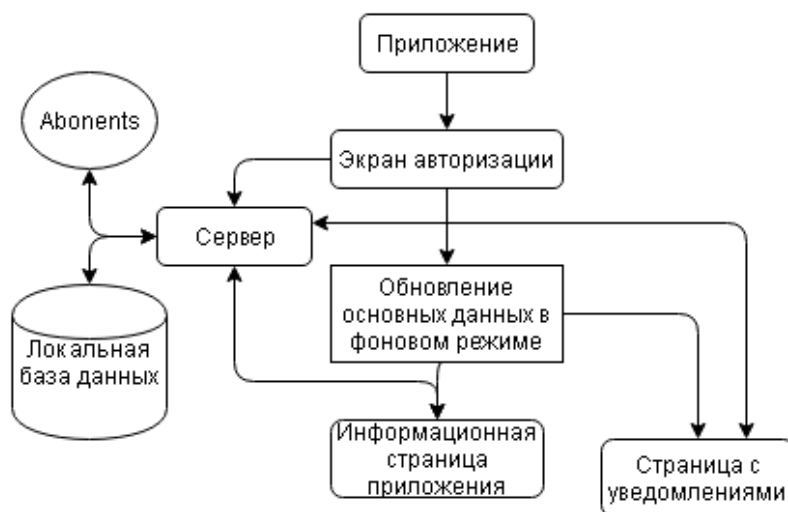 Приложение
Abonents
Экран авторизации
Сервер
Обновление
основных данных в
фоновом режиме
Локальная
база данных
Информационная
страница
приложения
Страница с
уведомлениями